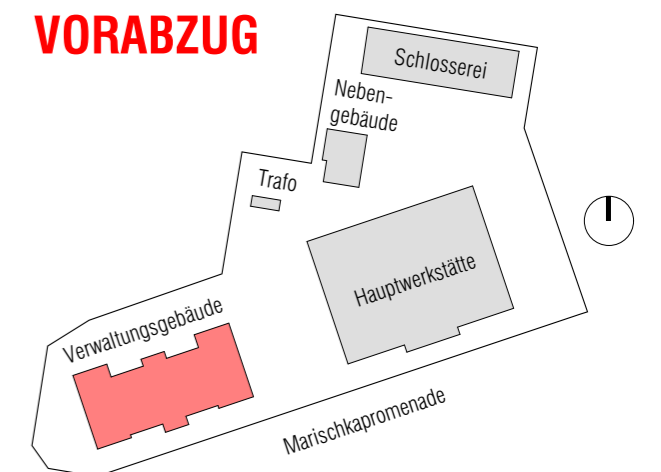 VORABZUG
Schlosserei
Neben-
gebäude
Trafo
Hauptwerkstätte
Verwaltungsgebäude
Marischkapromenade